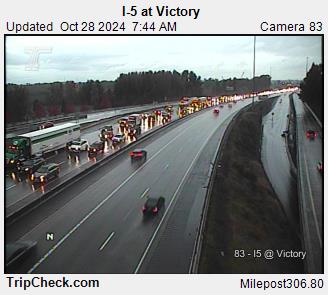 I-5 at Victory
Updated Oct 28 2024 7:44 AM Camera 83
N
83 - I5 @ Victory
TripCheck.com Milepost306.80